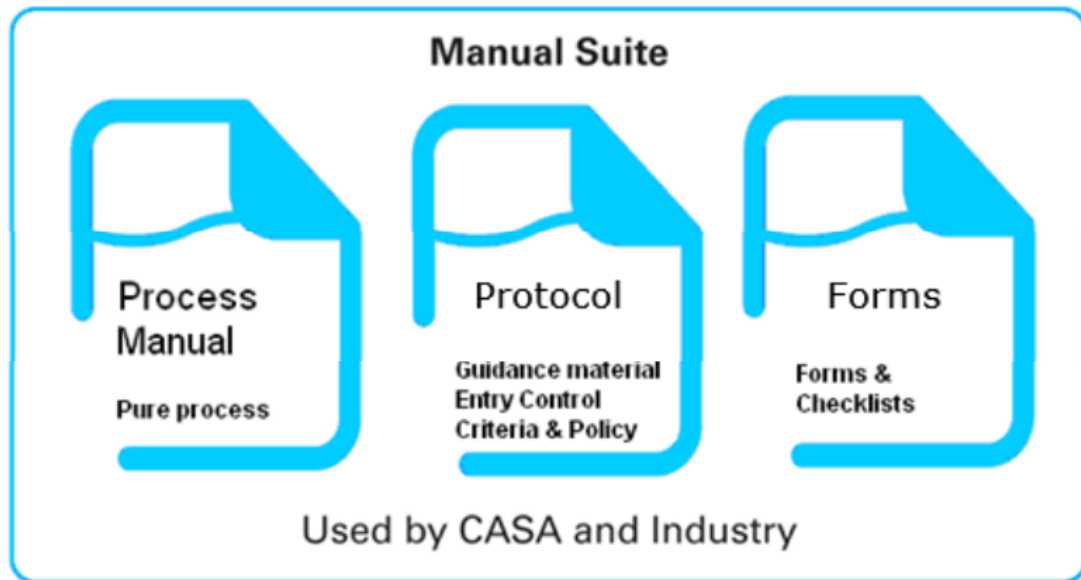 Manual Suite
Process
Manual
Pure process
Protocol
Guidance material
Entry Control
Criteria & Policy
Forms
Forms &
Checklists
Used by CASA and Industry